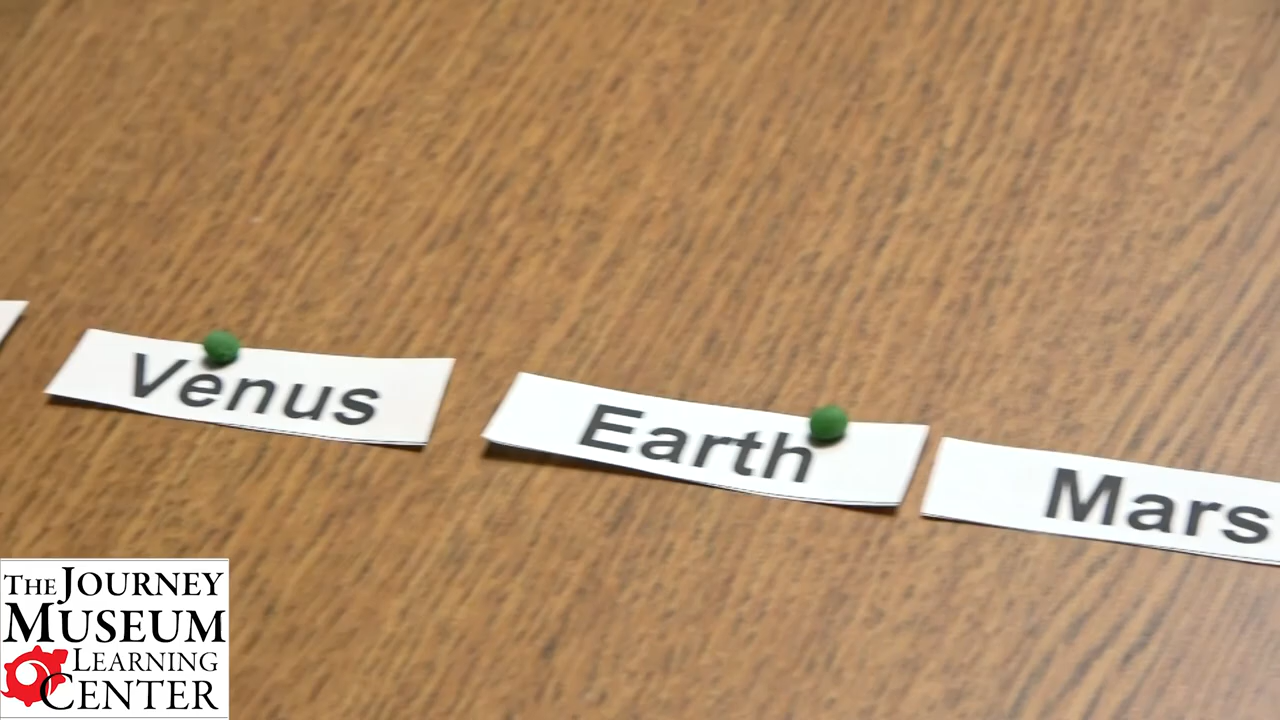 Venus
Earth
Mars
THE JOURNEY
MUSEUM
LEARNING
CENTER